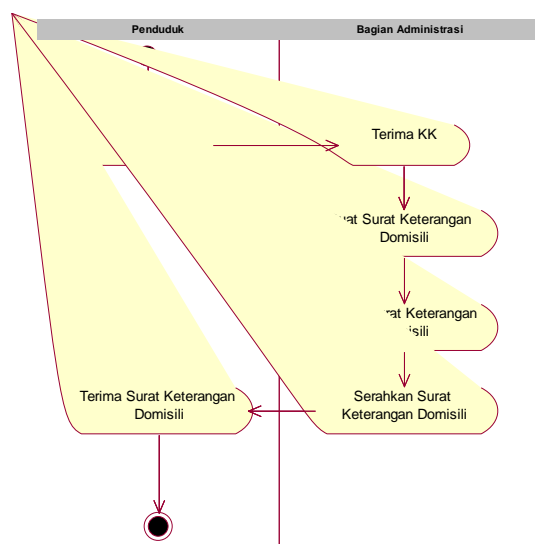 Penduduk
Bagian Administrasi
Terima KK
Surat Keterangan
Domisili
Keterangan
Terima Surat Keterangan
Domisili
Serahkan Surat
Keterangan Domisili